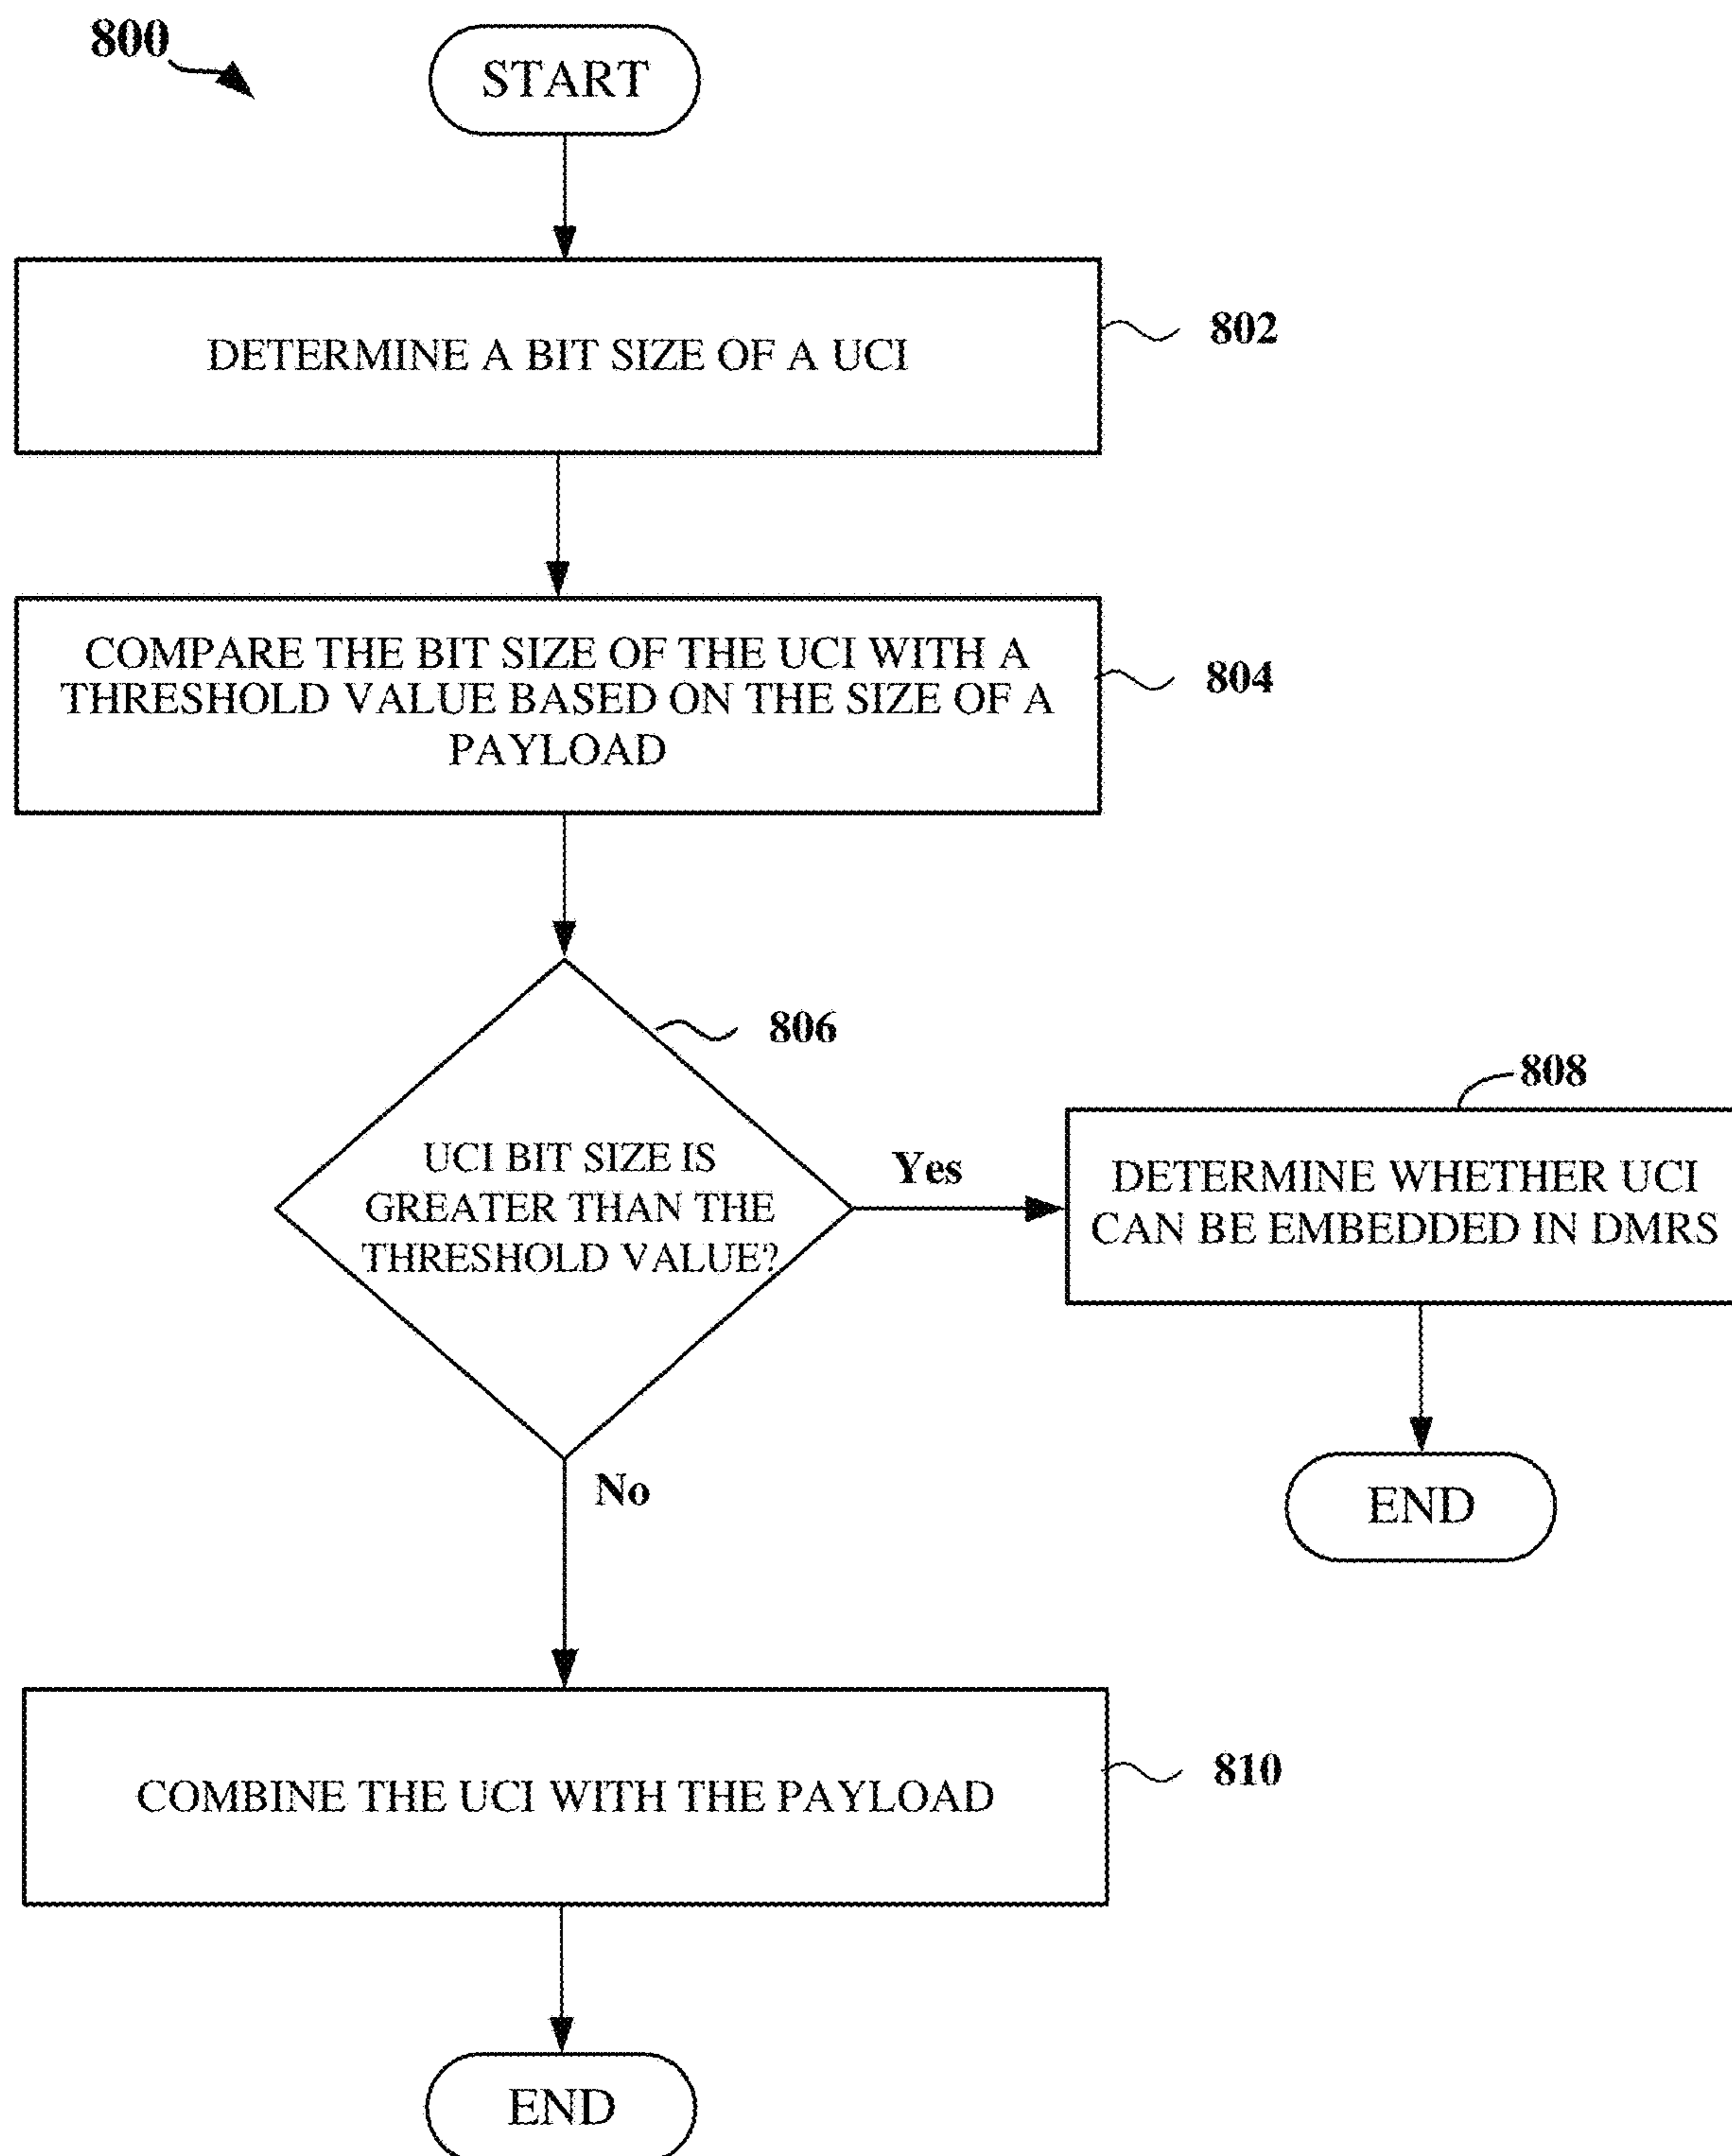 800
START
DETERMINE A BIT SIZE OF A UCI
802
COMPARE THE BIT SIZE OF THE UCI WITH A
THRESHOLD VALUE BASED ON THE SIZE OF A
PAYLOAD
804
806
UCI BIT SIZE IS
GREATER THAN THE
THRESHOLD VALUE?
Yes
808
DETERMINE WHETHER UCI
CAN BE EMBEDDED IN DMRS
END
No
COMBINE THE UCI WITH THE PAYLOAD
810
END